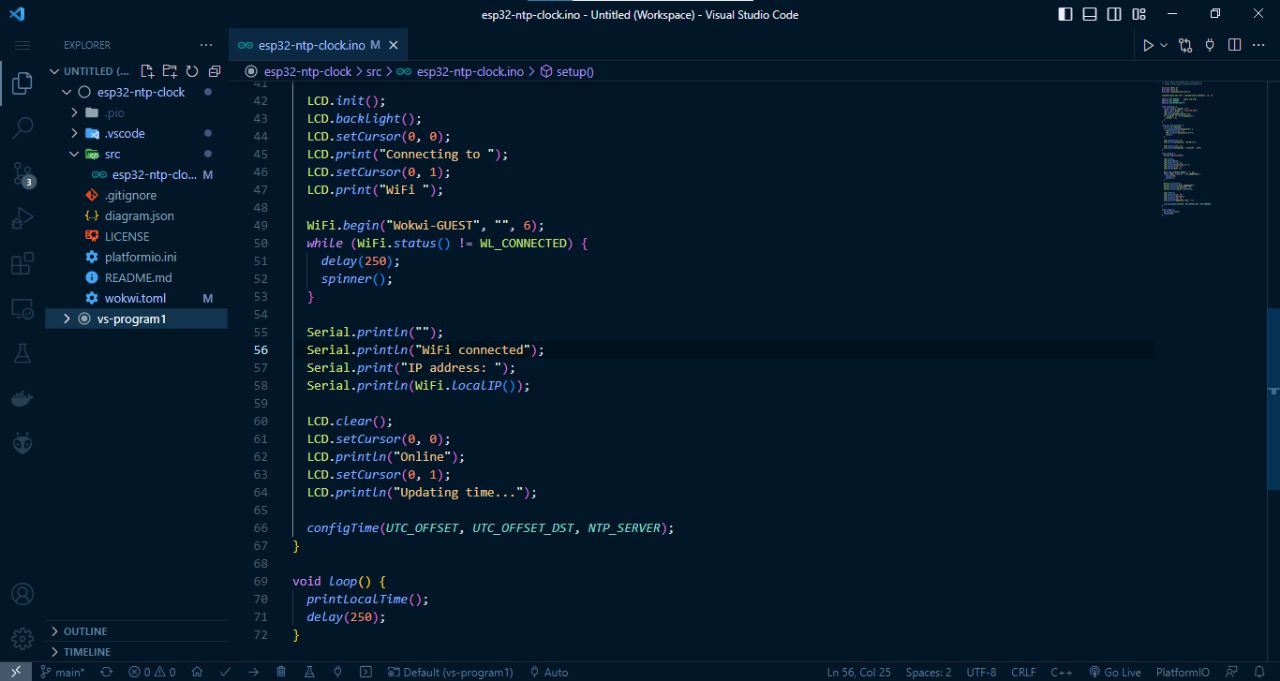 esp32-ntp-clock.ino - Untitled (Workspace) - Visual Studio Code
EXPLORER
esp32-ntp-clock.ino M
UNTITLED (...
esp32-ntp-clock > src > esp32-ntp-clock.ino > setup()
esp32-ntp-clock
.pio
.vscode
src
esp32-ntp-clo... M
.gitignore
diagram.json
LICENSE
platformio.ini
README.md
wokwi.toml M
vs-program1
3
OUTLINE
TIMELINE
41
42 LCD.init();
43 LCD.backlight();
44 LCD.setCursor(0, 0);
45 LCD.print("Connecting to ");
46 LCD.setCursor(0, 1);
47 LCD.print("WiFi ");
48
49 WiFi.begin("Wokwi-GUEST", "", 6);
50 while (WiFi.status() != WL_CONNECTED) {
51 delay(250);
52 spinner();
53 }
54
55 Serial.println("");
56 Serial.println("WiFi connected");
57 Serial.print("IP address: ");
58 Serial.println(WiFi.localIP());
59
60 LCD.clear();
61 LCD.setCursor(0, 0);
62 LCD.println("Online");
63 LCD.setCursor(0, 1);
64 LCD.println("Updating time...");
65
66 configTime(UTC_OFFSET, UTC_OFFSET_DST, NTP_SERVER);
67 }
68
69 void loop() {
70 printLocalTime();
71 delay(250);
72 }
main* 0 0 Default (vs-program1) Auto Ln 56, Col 25 Spaces: 2 UTF-8 CRLF C++ Go Live PlatformIO